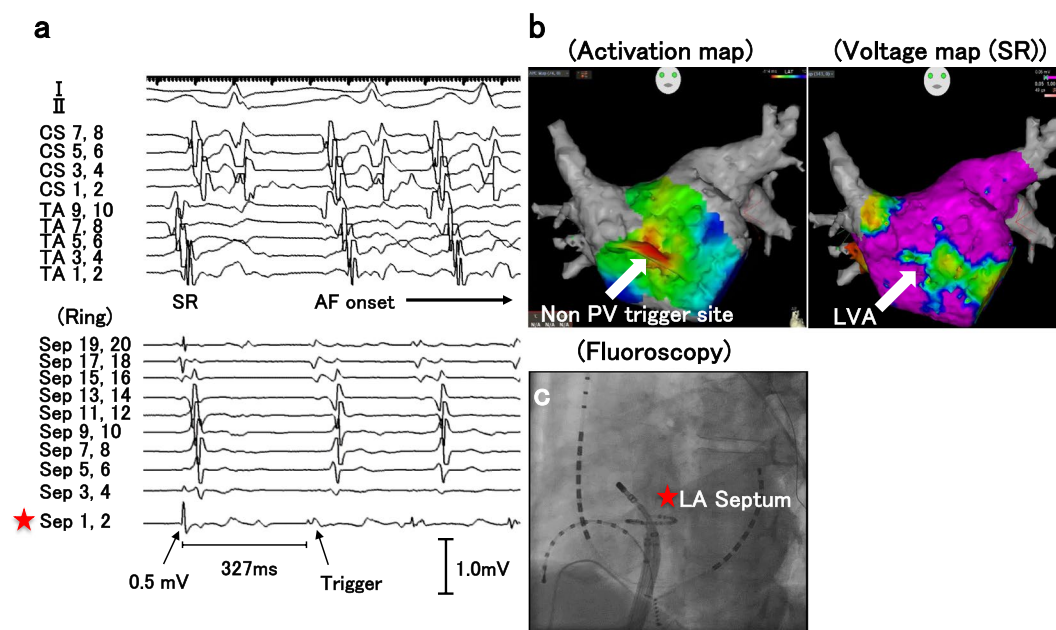 a
I
II
CS 7, 8
CS 5, 6
CS 3, 4
CS 1, 2
TA 9, 10
TA 7, 8
TA 5, 6
TA 3, 4
TA 1, 2
SR
AF onset
(Ring)
Sep 19, 20
Sep 17, 18
Sep 15, 16
Sep 13, 14
Sep 11, 12
Sep 9, 10
Sep 7, 8
Sep 5, 6
Sep 3, 4
Sep 1, 2
0.5 mV
327ms
Trigger
1.0mV
b
(Activation map)
(Voltage map (SR))
LAT
Non PV trigger site
N/A N/A N/A
LVA
(Fluoroscopy)
c
LA Septum